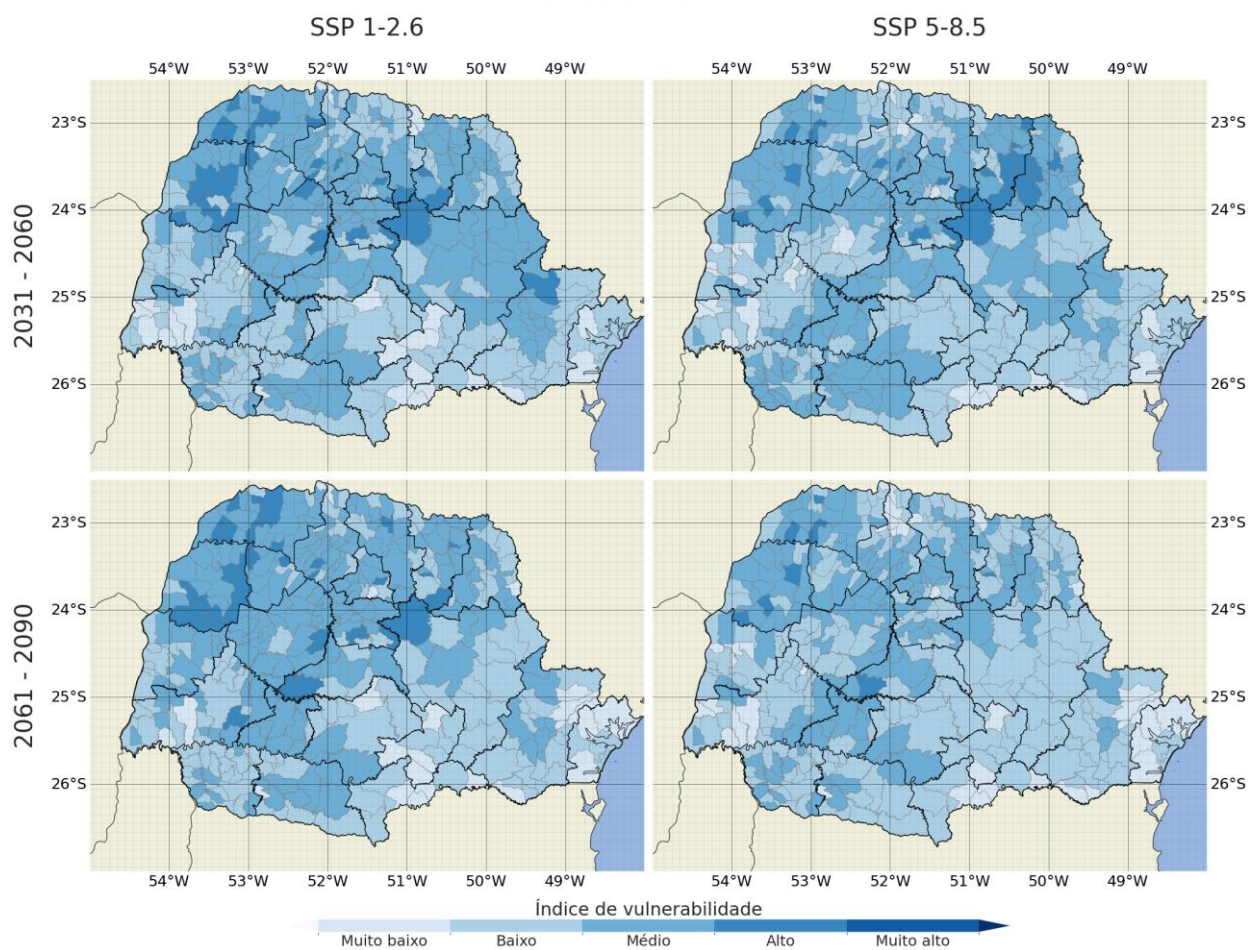 SSP 1-2.6
SSP 5-8.5
54°W 53°W 52°W 51°W 50°W 49°W
54°W 53°W 52°W 51°W 50°W 49°W
2031 - 2060
23°S
24°S
25°S
26°S
23°S
24°S
25°S
26°S
2061 - 2090
23°S
24°S
25°S
26°S
23°S
24°S
25°S
26°S
54°W 53°W 52°W 51°W 50°W 49°W
54°W 53°W 52°W 51°W 50°W 49°W
Índice de vulnerabilidade
Muito baixo Baixo Médio Alto Muito alto